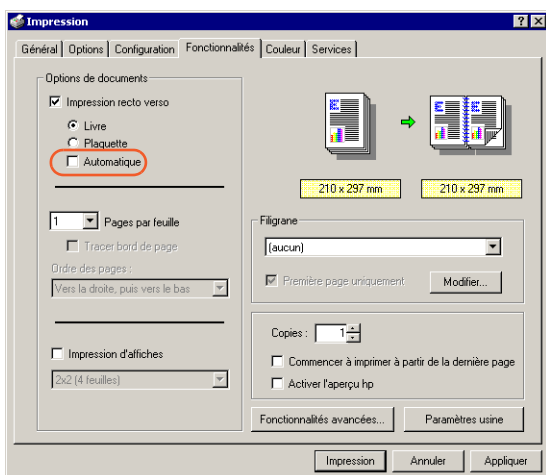 Impression
Général Options Configuration Fonctionnalités Couleur Services
Options de documents
Impression recto verso
Livre
Plaquette
Automatique
1 Pages par feuille
Tracer bord de page
Ordre des pages :
Vers la droite, puis vers le bas
Impression d'affiches
2x2 (4 feuilles)
210 x 297 mm 210 x 297 mm
Filigrane
(aucun)
Première page uniquement Modifier...
Copies : 1
Commencer à imprimer à partir de la dernière page
Activer l'aperçu hp
Fonctionnalités avancées... Paramètres usine
Impression Annuler Appliquer